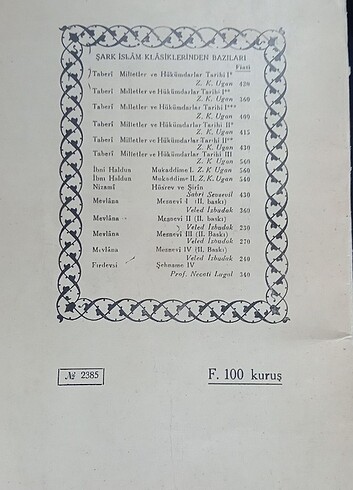 ŞARK İSLÂM KLÂSİKLERİNDEN BAZILARI
Fiati
Taberî Milletler ve Hükümdarlar Tarihi I*
Z. K. Ugan 420
Taberî Milletler ve Hükümdarlar Tarihi I**
Z. K. Ugan 360
Taberî Milletler ve Hükümdarlar Tarihi I***
Z. K. Ugan 400
Taberî Milletler ve Hükümdarlar Tarihi II*
Z. K. Ugan 415
Taberî Milletler ve Hükümdarlar Tarihi II**
Z. K. Ugan 430
Taberî Milletler ve Hükümdarlar Tarihi III
Z. K. Ugan 560
İbni Haldun Mukaddime I. Z. K. Ugan 560
İbni Haldun Mukaddime II. Z. K. Ugan 540
Nizamî Hüsrev ve Şirin
Sabri Sevsevil 430
Mevlâna Mesnevi I (II. baskı)
Veled İzbudak 360
Mevlâna Mesnevi II (II. baskı)
Veled İzbudak 230
Mevlâna Mesnevî III (II. Baskı)
Veled İzbudak 270
Mevlâna Mesnevî IV (II. Baskı)
Veled İzbudak 240
Firdevsi Şehname IV
Prof. Necati Lugal 340
№ 2385
F. 100 kuruş